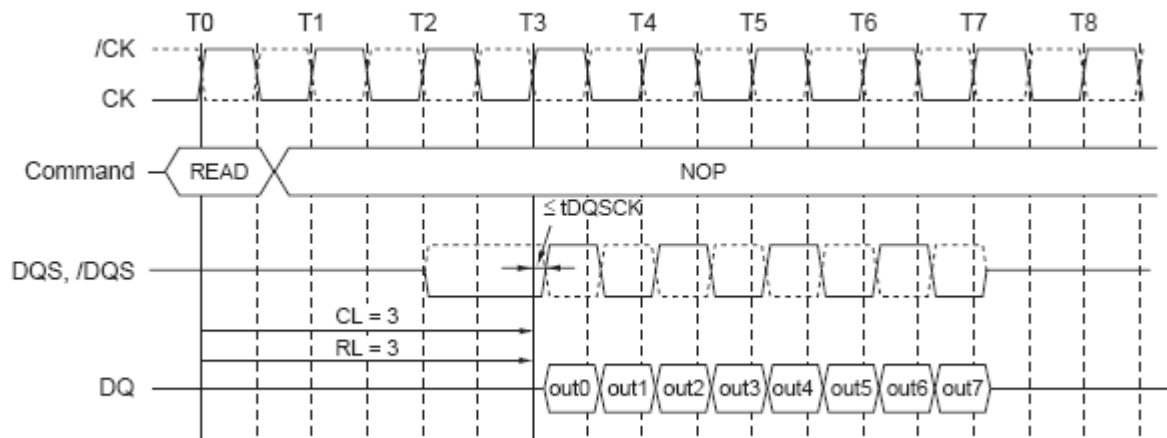 T0 T1 T2 T3 T4 T5 T6 T7 T8
/CK
CK
Command READ NOP
≤ tDQSCK
DQS, /DQS
CL = 3
RL = 3
DQ out0 out1 out2 out3 out4 out5 out6 out7